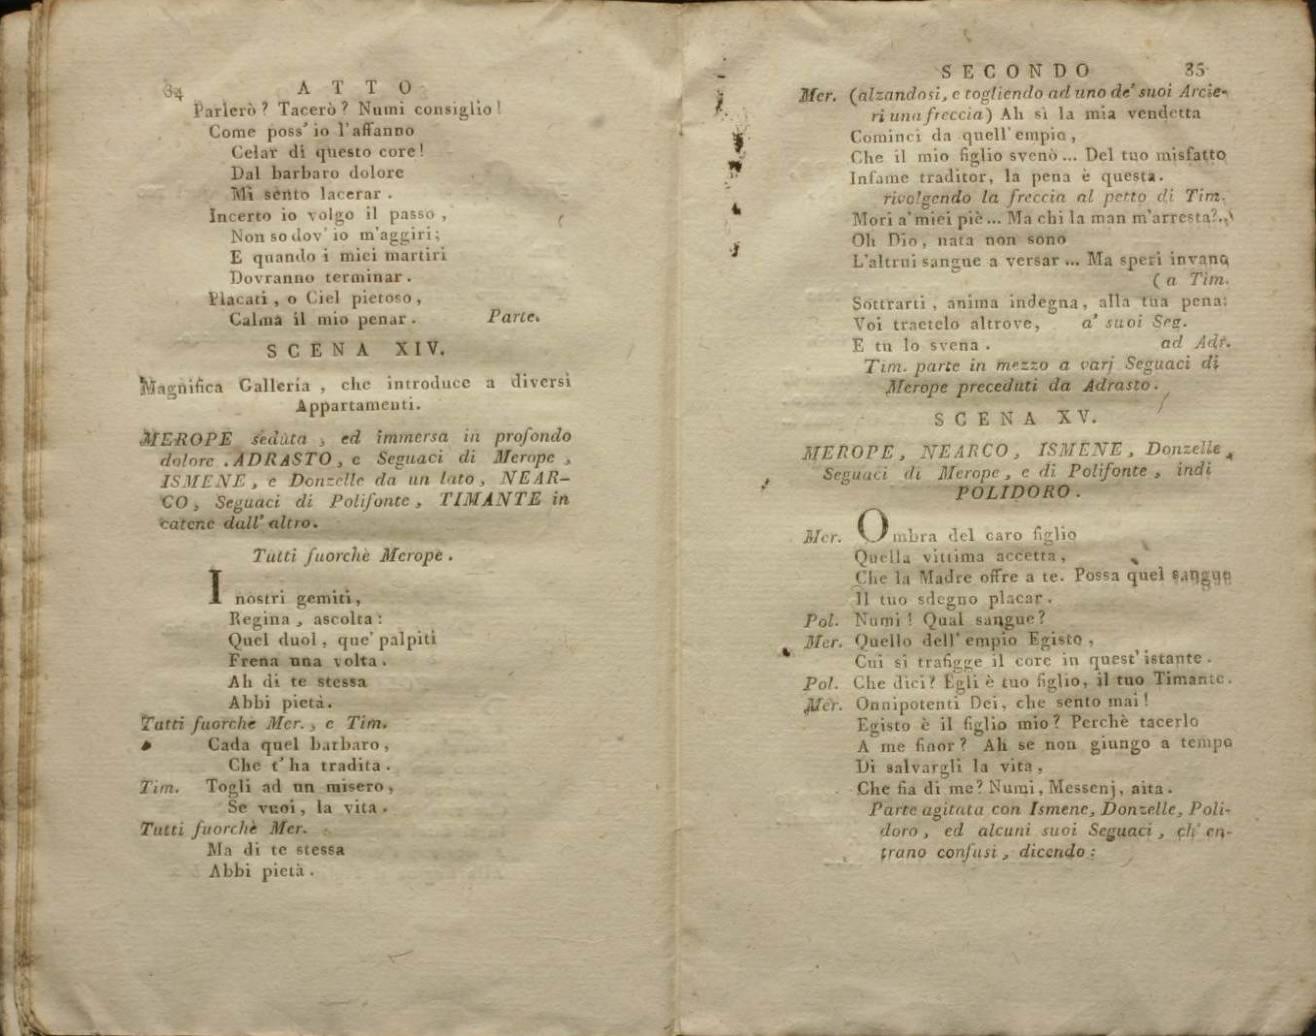 84 ATTO
Parlerò? Tacerò? Numi consiglio!
Come poss' io l'affanno
Celar di questo core!
Dal barbaro dolore
Mi sento lacerar.
Incerto io volgo il passo,
Non so dov' io m'aggiri;
E quando i miei martiri
Dovranno terminar.
Placati, o Ciel pietoso,
Calma il mio penar. Parte.
SCENA XIV.
Magnifica Galleria, che introduce a diversi
Appartamenti.
MEROPE seduta, ed immersa in profondo
dolore. ADRASTO, e Seguaci di Merope,
ISMENE, e Donzelle da un lato, NEAR-
CO, Seguaci di Polifonte, TIMANTE in
catene dall' altro.
Tutti fuorchè Merope.
I nostri gemiti,
Regina, ascolta:
Quel duol, que' palpiti
Frena una volta.
Ah di te stessa
Abbi pietà.
Tutti fuorchè Mer., e Tim.
Cada quel barbaro,
Che t' ha tradita.
Tim. Togli ad un misero,
Se vuoi, la vita.
Tutti fuorchè Mer.
Ma di te stessa
Abbi pietà.
SECONDO 35
Mer. (alzandosi, e togliendo ad uno de' suoi Arcie-
ri una freccia) Ah sì la mia vendetta
Cominci da quell' empio,
Che il mio figlio svenò... Del tuo misfatto
Infame traditor, la pena è questa.
rivolgendo la freccia al petto di Tim.
Mori a' miei piè... Ma chi la man m'arresta?..
Oh Dio, nata non sono
L'altrui sangue a versar... Ma speri invano
(a Tim.
Sottrarti, anima indegna, alla tua pena:
Voi traetelo altrove, a' suoi Seg.
E tu lo svena. ad Adr.
Tim. parte in mezzo a varj Seguaci di
Merope preceduti da Adrasto.
SCENA XV.
MEROPE, NEARCO, ISMENE, Donzelle,
Seguaci di Merope, e di Polifonte, indi
POLIDORO.
Mer. Ombra del caro figlio
Quella vittima accetta,
Che la Madre offre a te. Possa quel sangue
Il tuo sdegno placar.
Pol. Numi! Qual sangue?
Mer. Quello dell' empio Egisto,
Cui si trafigge il core in quest' istante.
Pol. Che dici? Egli è tuo figlio, il tuo Timante.
Mer. Onnipotenti Dei, che sento mai!
Egisto è il figlio mio? Perchè tacerlo
A me finor? Ah se non giungo a tempo
Di salvargli la vita,
Che fia di me? Numi, Messenj, aita.
Parte agitata con Ismene, Donzelle, Poli-
doro, ed alcuni suoi Seguaci, ch' en-
trano confusi, dicendo: